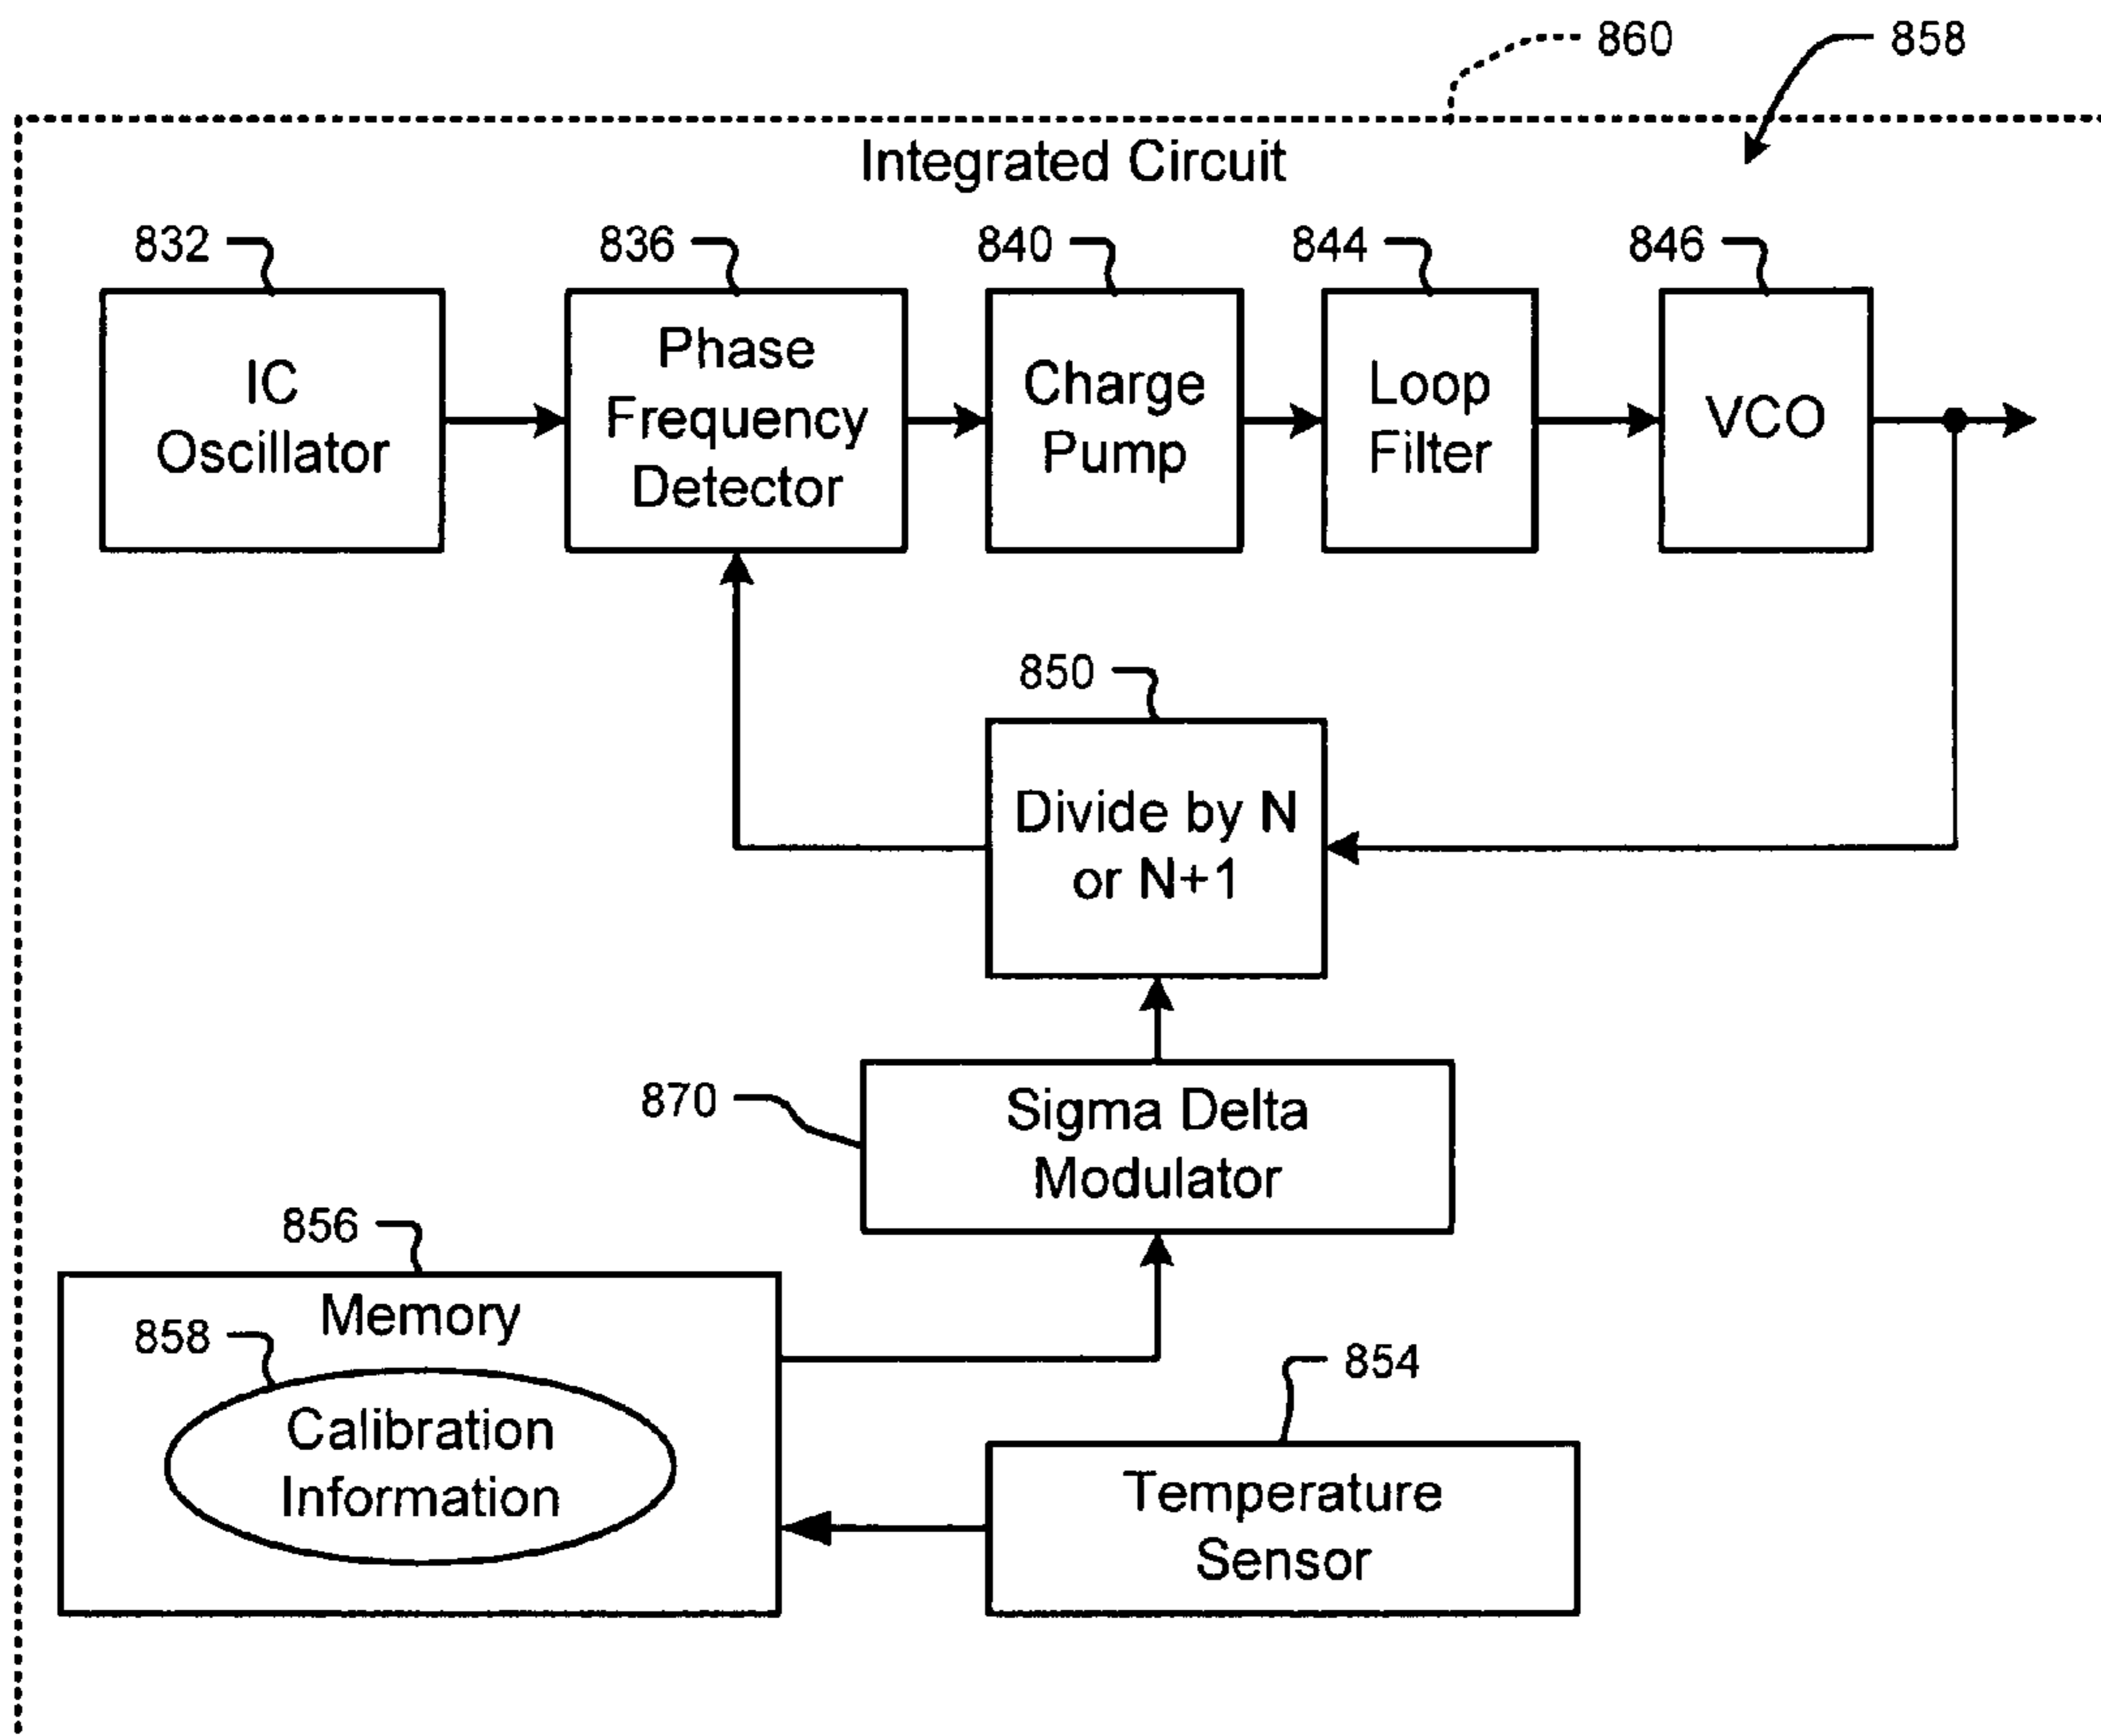 860
858
Integrated Circuit
832
836
840
844
846
IC
Oscillator
Phase
Frequency
Detector
Charge
Pump
Loop
Filter
VCO
850
Divide by N
or N+1
870
Sigma Delta
Modulator
856
Memory
858
Calibration
Information
854
Temperature
Sensor